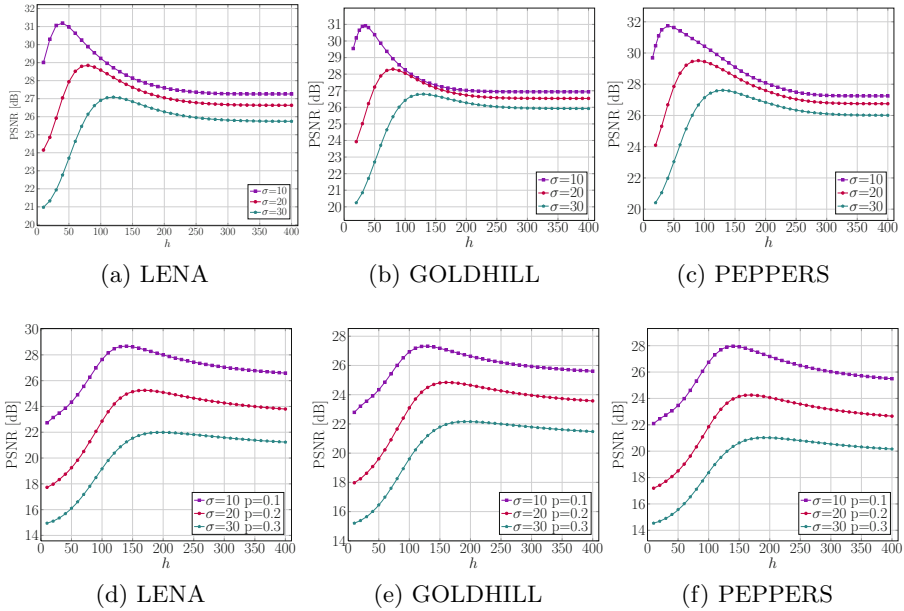 32
31
30
29
28
27
26
25
24
23
22
21
20
PSNR [dB]
0 50 100 150 200 250 300 350 400
h
σ=10
σ=20
σ=30
(a) LENA
32
31
30
29
28
27
26
25
24
23
22
21
20
PSNR [dB]
0 50 100 150 200 250 300 350 400
h
σ=10
σ=20
σ=30
(b) GOLDHILL
32
30
28
26
24
22
20
PSNR [dB]
0 50 100 150 200 250 300 350 400
h
σ=10
σ=20
σ=30
(c) PEPPERS
30
28
26
24
22
20
18
16
14
PSNR [dB]
0 50 100 150 200 250 300 350 400
h
σ=10 p=0.1
σ=20 p=0.2
σ=30 p=0.3
(d) LENA
28
26
24
22
20
18
16
14
PSNR [dB]
0 50 100 150 200 250 300 350 400
h
σ=10 p=0.1
σ=20 p=0.2
σ=30 p=0.3
(e) GOLDHILL
28
26
24
22
20
18
16
14
PSNR [dB]
0 50 100 150 200 250 300 350 400
h
σ=10 p=0.1
σ=20 p=0.2
σ=30 p=0.3
(f) PEPPERS